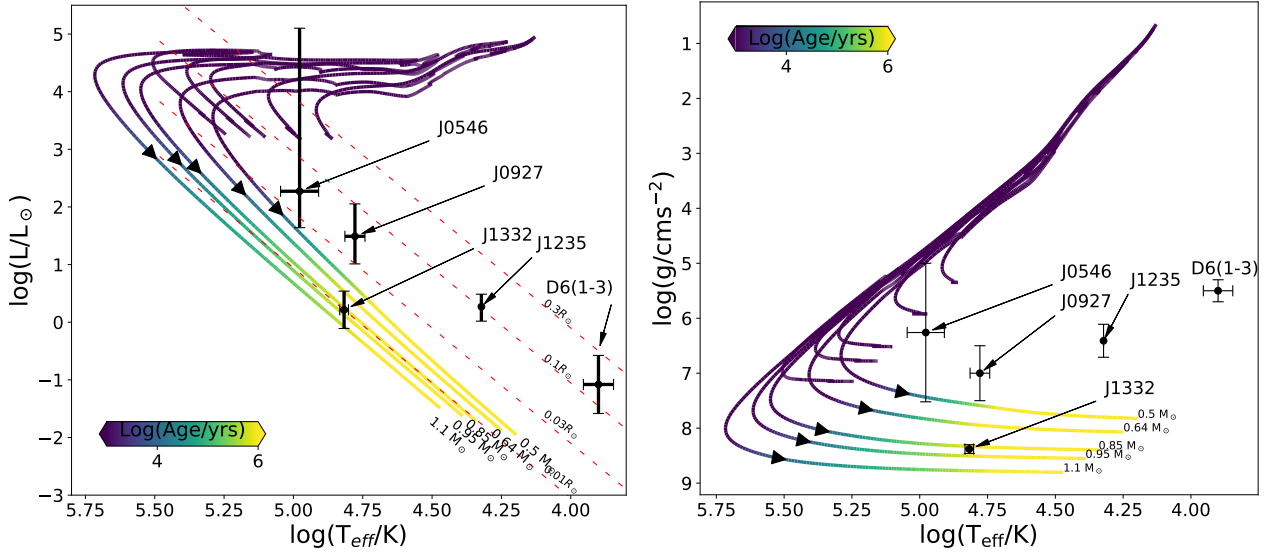 5
4
3
2
1
0
−1
−2
−3
log(L/L⊙)
5.75
5.50
5.25
5.00
4.75
4.50
4.25
4.00
log(T_eff/K)
J0546
J0927
J1332
J1235
D6(1-3)
0.3R⊙
0.1R⊙
0.03R⊙
0.01R⊙
0.5 M⊙
0.64 M⊙
0.85 M⊙
0.95 M⊙
1.1 M⊙
Log(Age/yrs)
4
6
Log(Age/yrs)
4
6
1
2
3
4
5
6
7
8
9
log(g/cms⁻²)
5.75
5.50
5.25
5.00
4.75
4.50
4.25
4.00
log(T_eff/K)
J0546
J0927
J1235
D6(1-3)
J1332
0.5 M⊙
0.64 M⊙
0.85 M⊙
0.95 M⊙
1.1 M⊙